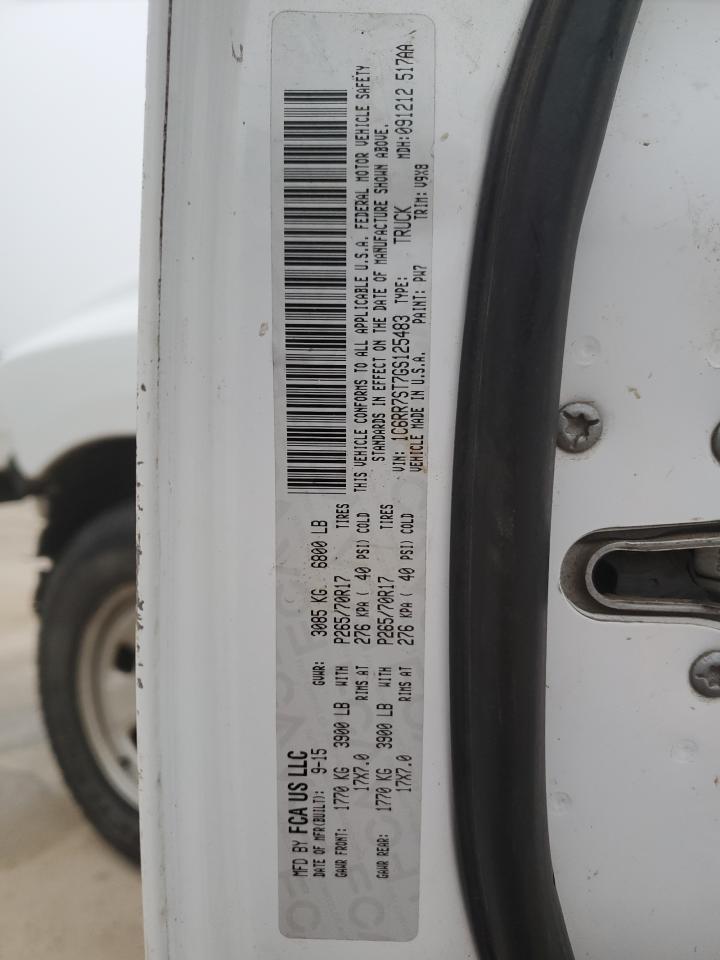 MFD BY FCA US LLC
DATE OF MFR(BUILT): 9-15 GVWR: 3085 KG 6800 LB
GAWR FRONT: 1770 KG 3900 LB WITH P265/70R17 TIRES
17X7.0 RIMS AT 276 KPA ( 40 PSI) COLD
GAWR REAR: 1770 KG 3900 LB WITH P265/70R17 TIRES
17X7.0 RIMS AT 276 KPA ( 40 PSI) COLD
THIS VEHICLE CONFORMS TO ALL APPLICABLE U.S.A. FEDERAL MOTOR VEHICLE SAFETY
STANDARDS IN EFFECT ON THE DATE OF MANUFACTURE SHOWN ABOVE.
VIN: 1C6RR7ST7GS125483 TYPE: TRUCK MDH:091212 517AA
VEHICLE MADE IN U.S.A. PAINT: PW7 TRIM: V9X8